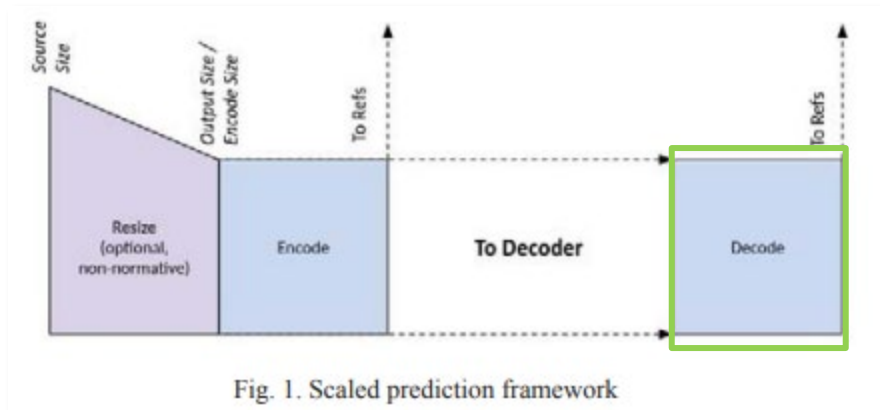 Source
Size
Output Size /
Encode Size
To Refs
To Refs
Resize
(optional,
non-normative)
Encode
To Decoder
Decode
Fig. 1. Scaled prediction framework